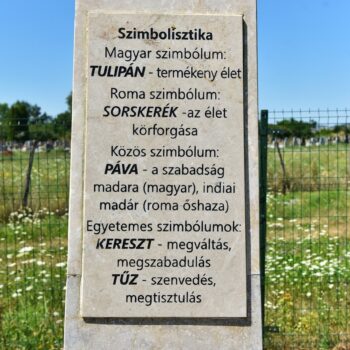 Szimbolisztika
Magyar szimbólum:
TULIPÁN - termékeny élet
Roma szimbólum:
SORSKERÉK -az élet
körforgása
Közös szimbólum:
PÁVA - a szabadság
madara (magyar), indiai
madár (roma őshaza)
Egyetemes szimbólumok:
KERESZT - megváltás,
megszabadulás
TŰZ - szenvedés,
megtisztulás